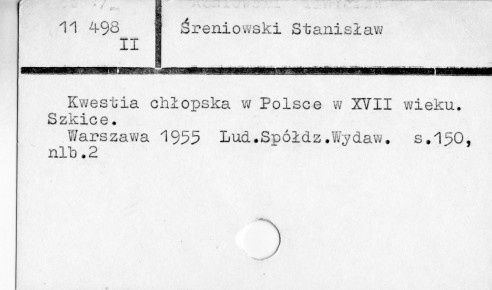 11 498
II
Śreniowski Stanisław
Kwestia chłopska w Polsce w XVII wieku.
Szkice.
Warszawa 1955 Lud.Spółdz.Wydaw. s.150,
nlb.2